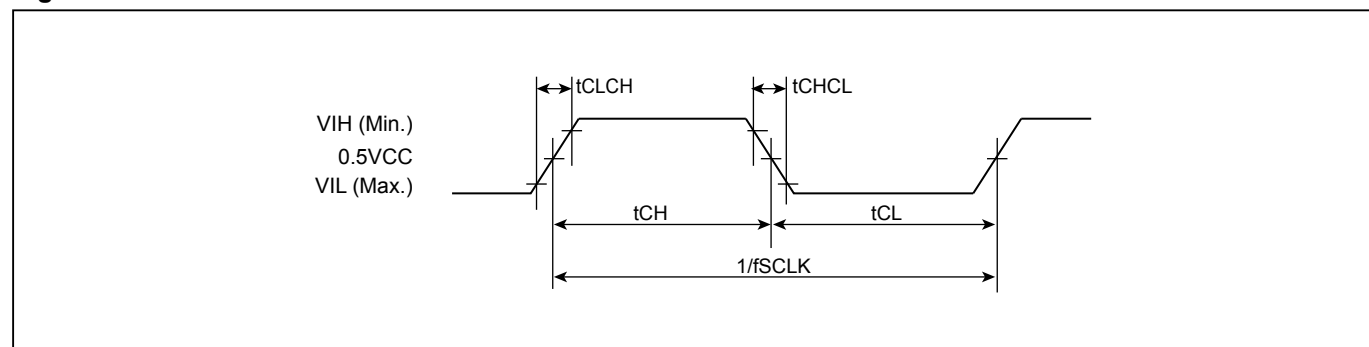 tCLCH
tCHCL
VIH (Min.)
0.5VCC
VIL (Max.)
tCH
tCL
1/fSCLK